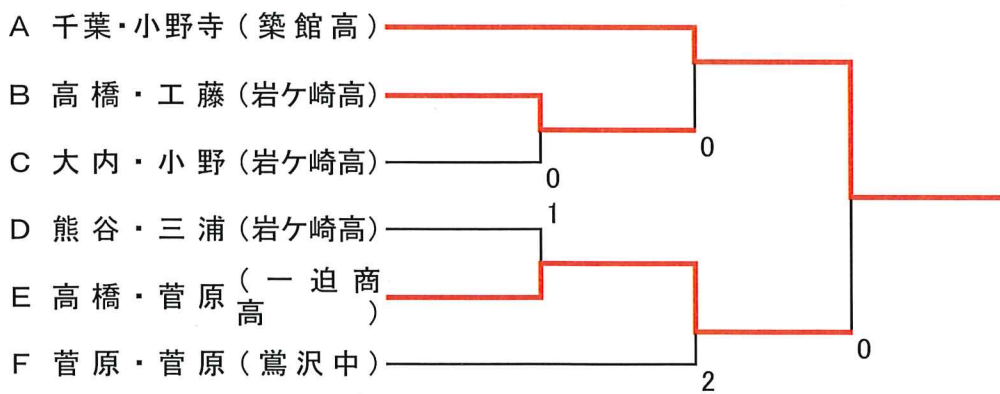 A 千葉・小野寺(築館高)
B 高橋・工藤(岩ケ崎高)
0
C 大内・小野(岩ケ崎高)
0
1
D 熊谷・三浦(岩ケ崎高)
E 高橋・菅原(一迫商高)
0
F 菅原・菅原(鶯沢中)
2